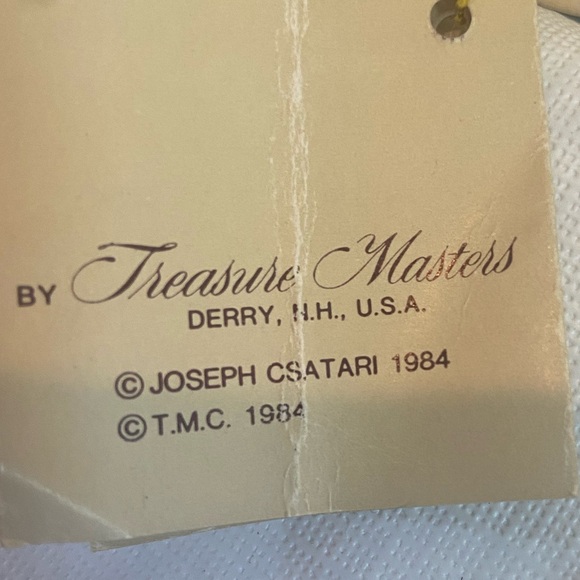 BY Treasure Masters
DERRY, N.H., U.S.A.
© JOSEPH CSATARI 1984
© T.M.C. 1984